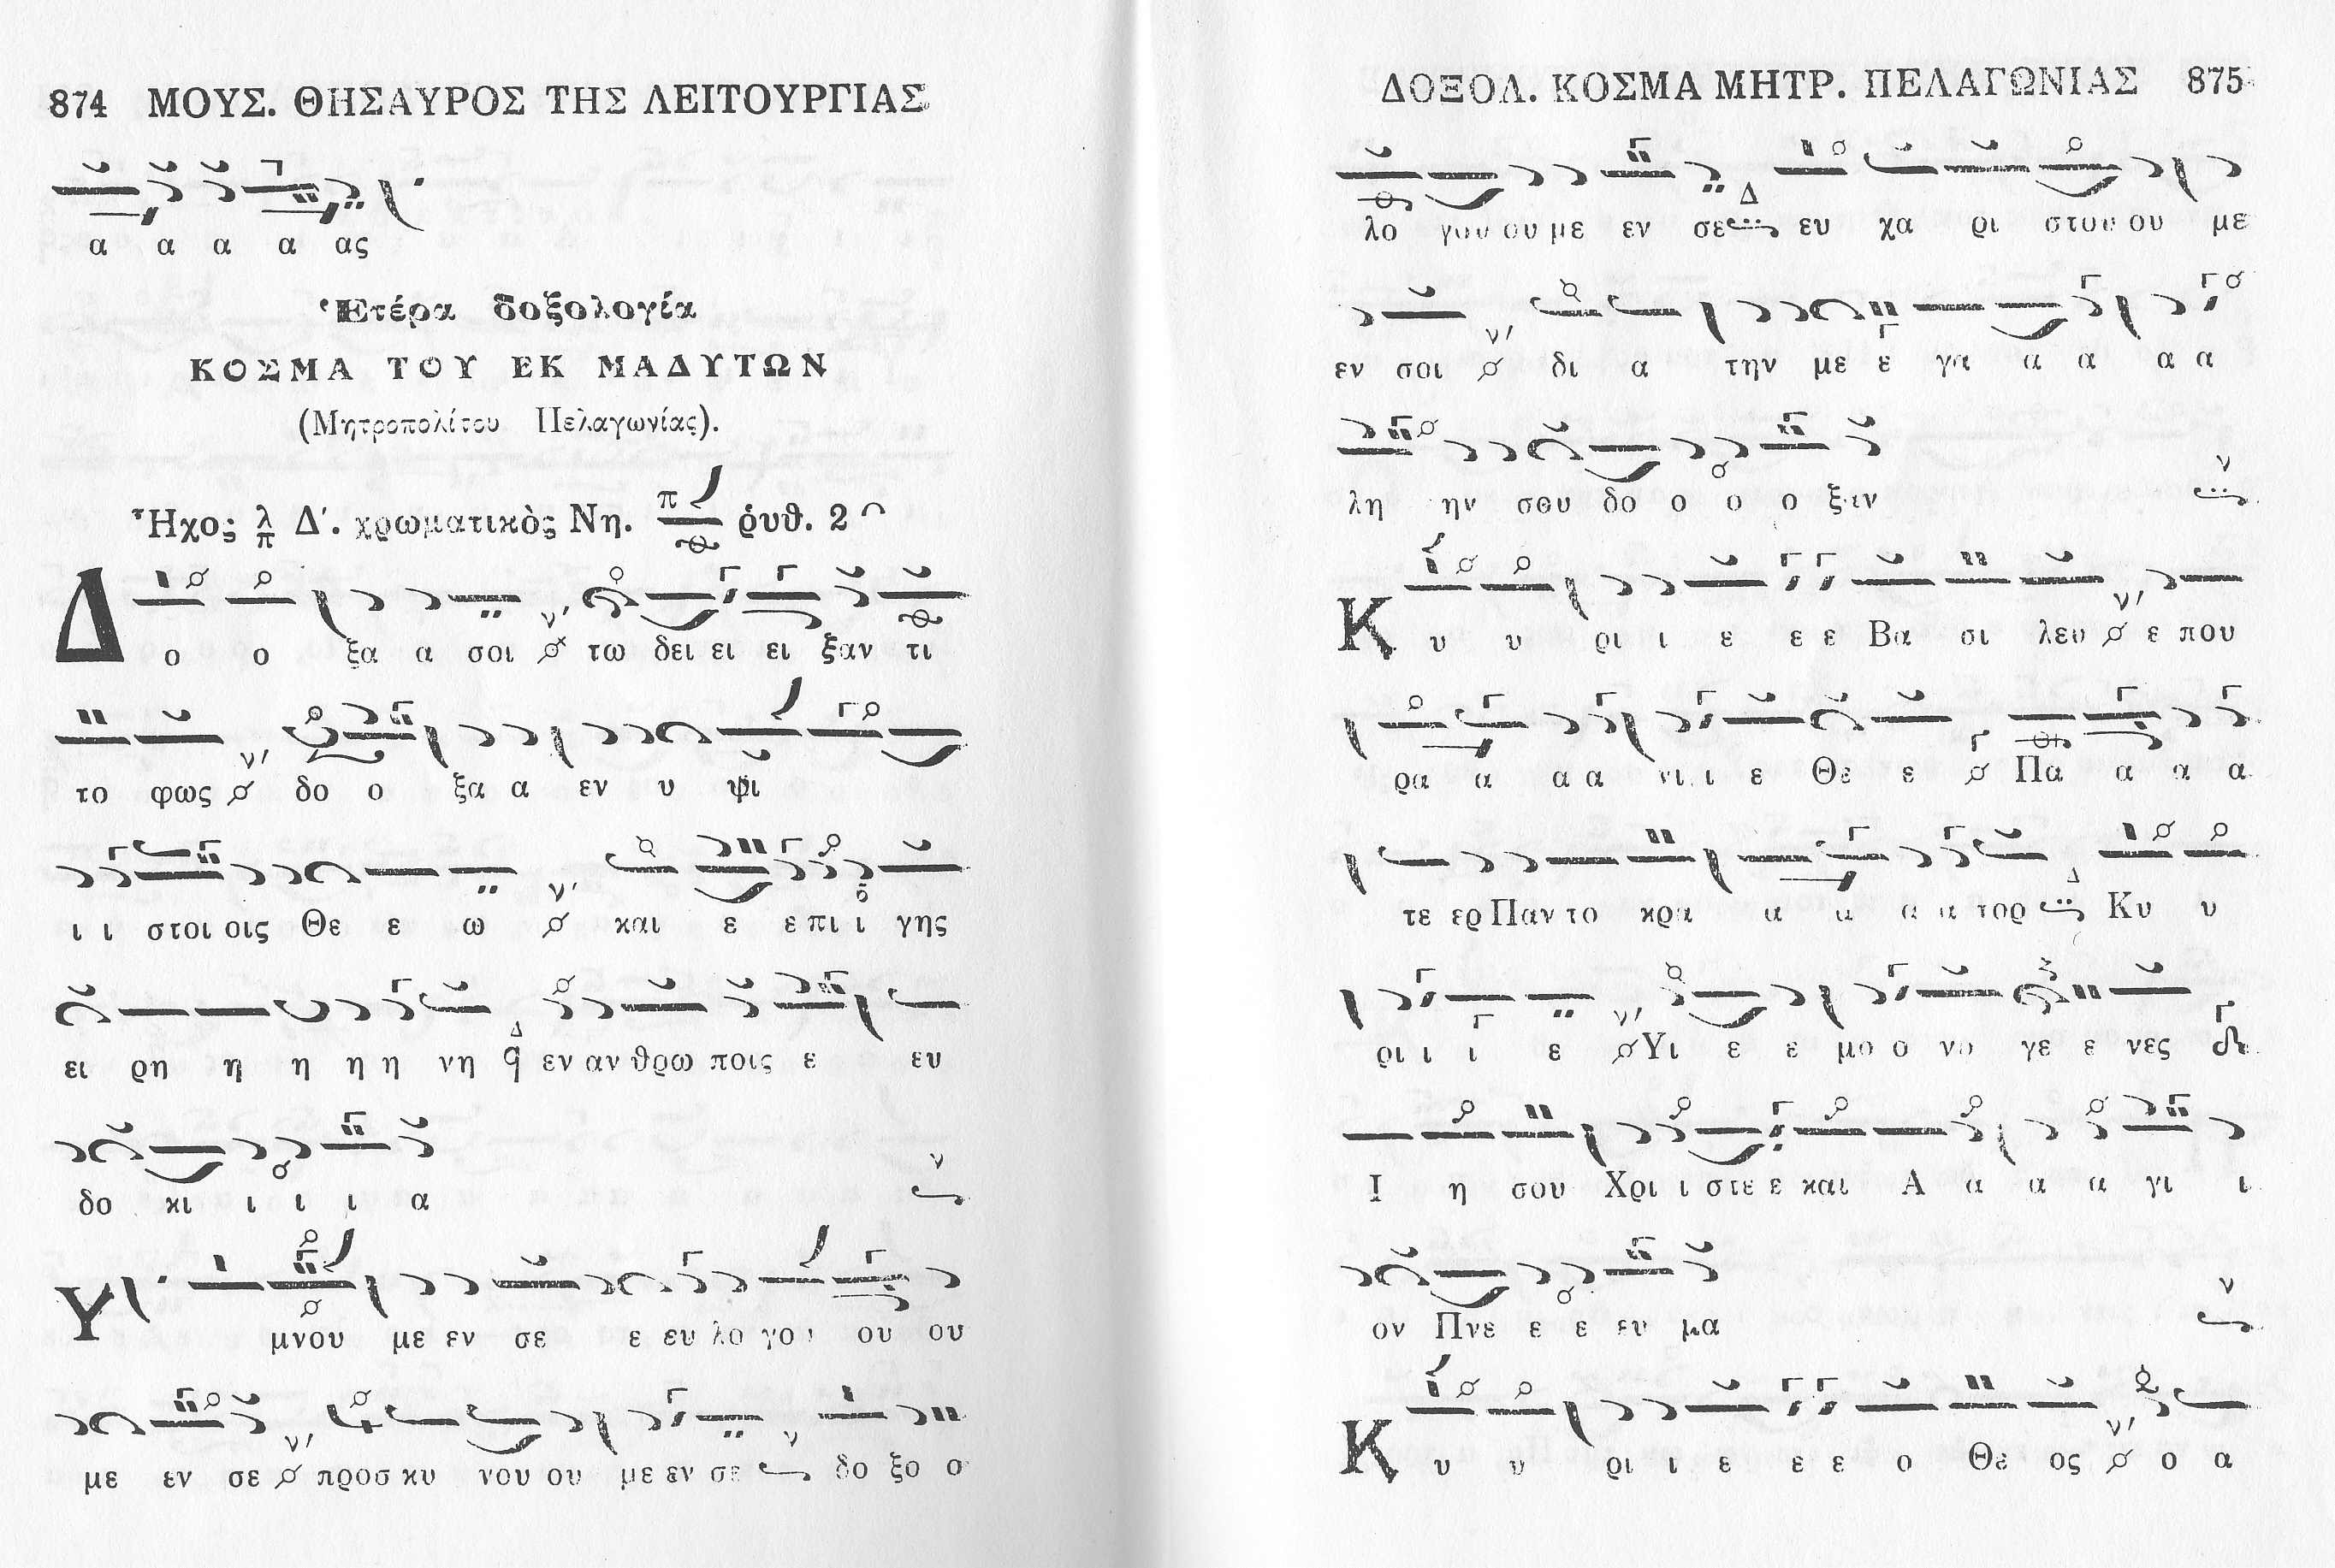 874 ΜΟΥΣ. ΘΗΣΑΥΡΟΣ ΤΗΣ ΛΕΙΤΟΥΡΓΙΑΣ
α α α α ας
Ἑτέρα δοξολογία
ΚΟΣΜΑ ΤΟΥ ΕΚ ΜΑΔΥΤΩΝ
(Μητροπολίτου Πελαγωνίας).
Ἦχος λ π Δ΄. χρωματικὸς Νη. π ῥυθ. 2
Δ ο ο ξα α σοι τω δει ει ει ξαν τι
το φως δο ο ξα α εν υ ψι
ι ι στοι οις Θε ε ω και ε ε πι ι γης
ει ρη η η η η νη εν αν θρω ποις ε ευ
δο κι ι ι ι α
Υ μνου με εν σε ε ευ λο γου ου ου
με εν σε προσ κυ νου ου με εν σε δο ξο ο
ΔΟΞΟΛ. ΚΟΣΜΑ ΜΗΤΡ. ΠΕΛΑΓΩΝΙΑΣ 875
λο γου ου με εν σε ευ χα ρι στου ου με
εν σοι δι α την με ε γα α α α α
λη ην σου δο ο ο ο ξαν
Κ υ υ ρι ι ε ε ε Βα σι λευ ε που
ρα α α α νι ι ε Θε ε Πα α α α
τε ερ Παν το κρα α α α α τορ Κυ υ
ρι ι ι ε Υι ε ε μο ο νο γε ε νες
Ι η σου Χρι ι στε ε και Α α α α γι ι
ον Πνε ε ε ευ μα
Κ υ υ ρι ι ε ε ε ο Θε ος ο α